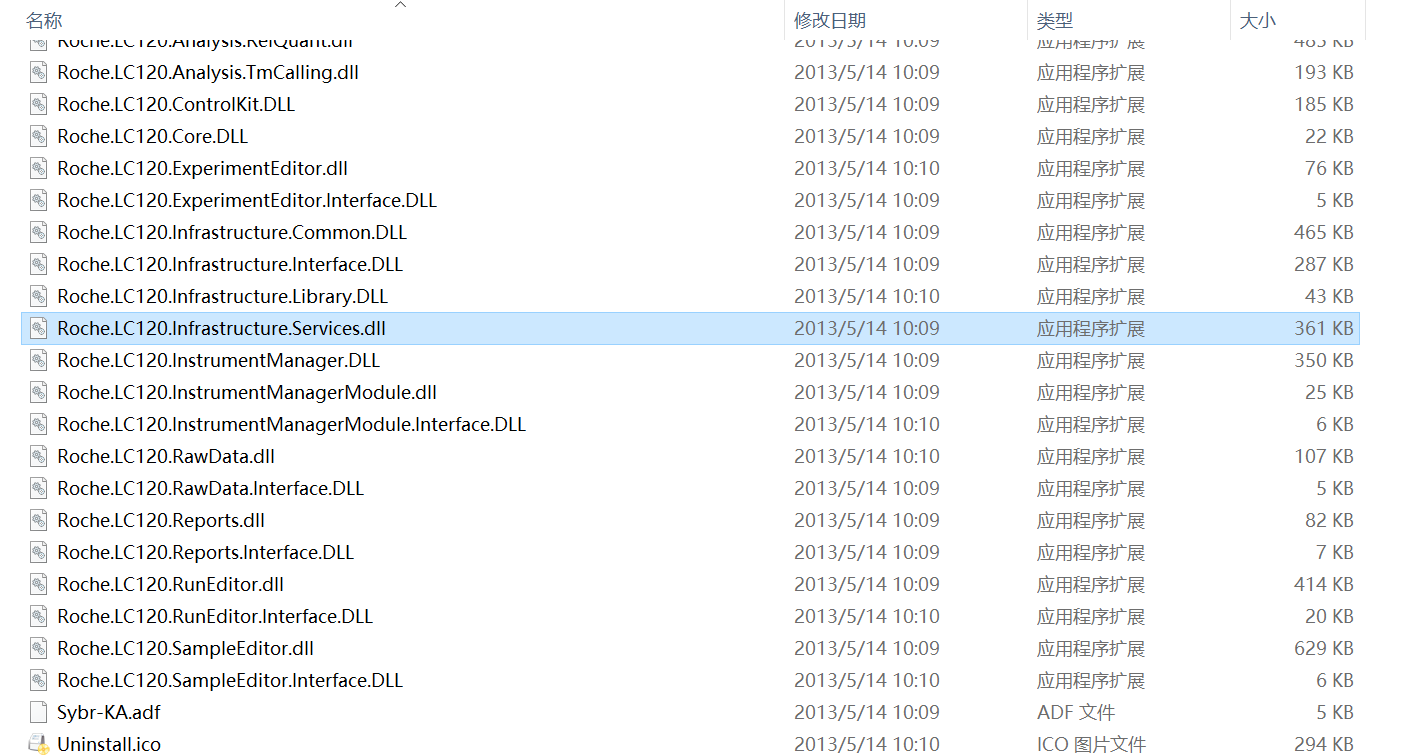 名称 修改日期 类型 大小
Roche.LC120.Analysis.RelQuant.dll 2013/5/14 10:09 应用程序扩展 485 KB
Roche.LC120.Analysis.TmCalling.dll 2013/5/14 10:09 应用程序扩展 193 KB
Roche.LC120.ControlKit.DLL 2013/5/14 10:09 应用程序扩展 185 KB
Roche.LC120.Core.DLL 2013/5/14 10:09 应用程序扩展 22 KB
Roche.LC120.ExperimentEditor.dll 2013/5/14 10:10 应用程序扩展 76 KB
Roche.LC120.ExperimentEditor.Interface.DLL 2013/5/14 10:09 应用程序扩展 5 KB
Roche.LC120.Infrastructure.Common.DLL 2013/5/14 10:09 应用程序扩展 465 KB
Roche.LC120.Infrastructure.Interface.DLL 2013/5/14 10:09 应用程序扩展 287 KB
Roche.LC120.Infrastructure.Library.DLL 2013/5/14 10:10 应用程序扩展 43 KB
Roche.LC120.Infrastructure.Services.dll 2013/5/14 10:09 应用程序扩展 361 KB
Roche.LC120.InstrumentManager.DLL 2013/5/14 10:09 应用程序扩展 350 KB
Roche.LC120.InstrumentManagerModule.dll 2013/5/14 10:09 应用程序扩展 25 KB
Roche.LC120.InstrumentManagerModule.Interface.DLL 2013/5/14 10:10 应用程序扩展 6 KB
Roche.LC120.RawData.dll 2013/5/14 10:10 应用程序扩展 107 KB
Roche.LC120.RawData.Interface.DLL 2013/5/14 10:09 应用程序扩展 5 KB
Roche.LC120.Reports.dll 2013/5/14 10:09 应用程序扩展 82 KB
Roche.LC120.Reports.Interface.DLL 2013/5/14 10:09 应用程序扩展 7 KB
Roche.LC120.RunEditor.dll 2013/5/14 10:09 应用程序扩展 414 KB
Roche.LC120.RunEditor.Interface.DLL 2013/5/14 10:10 应用程序扩展 20 KB
Roche.LC120.SampleEditor.dll 2013/5/14 10:09 应用程序扩展 629 KB
Roche.LC120.SampleEditor.Interface.DLL 2013/5/14 10:10 应用程序扩展 6 KB
Sybr-KA.adf 2013/5/14 10:09 ADF 文件 5 KB
Uninstall.ico 2013/5/14 10:10 ICO 图片文件 294 KB